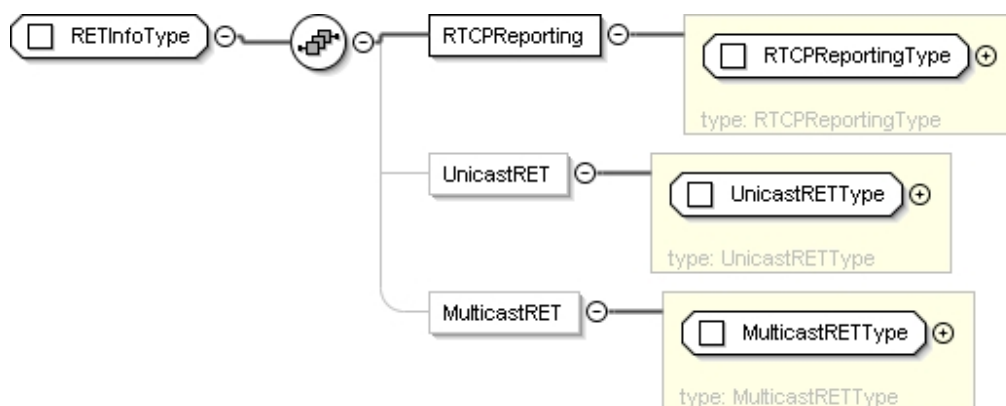 RETInfoType
RTCPReporting
RTCPReportingType
type: RTCPReportingType
UnicastRET
UnicastRETType
type: UnicastRETType
MulticastRET
MulticastRETType
type: MulticastRETType